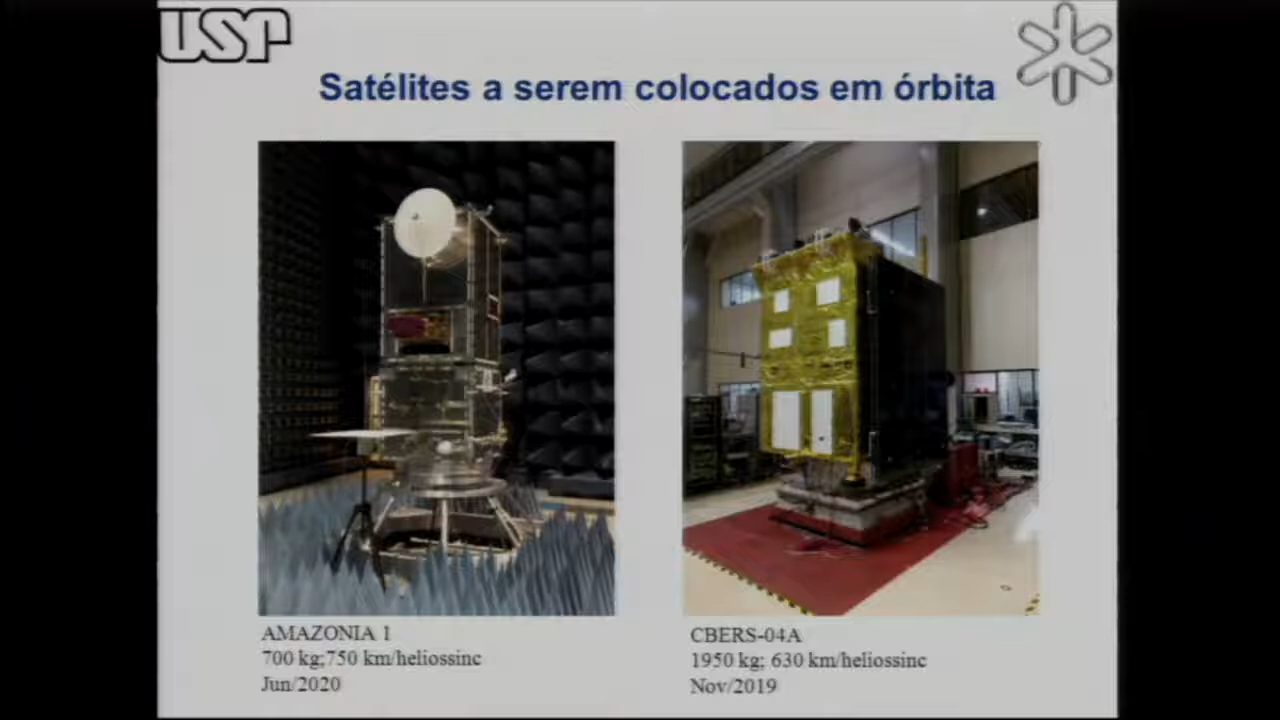 USP
Satélites a serem colocados em órbita
AMAZONIA 1
700 kg;750 km/heliossinc
Jun/2020
CBERS-04A
1950 kg; 630 km/heliossinc
Nov/2019